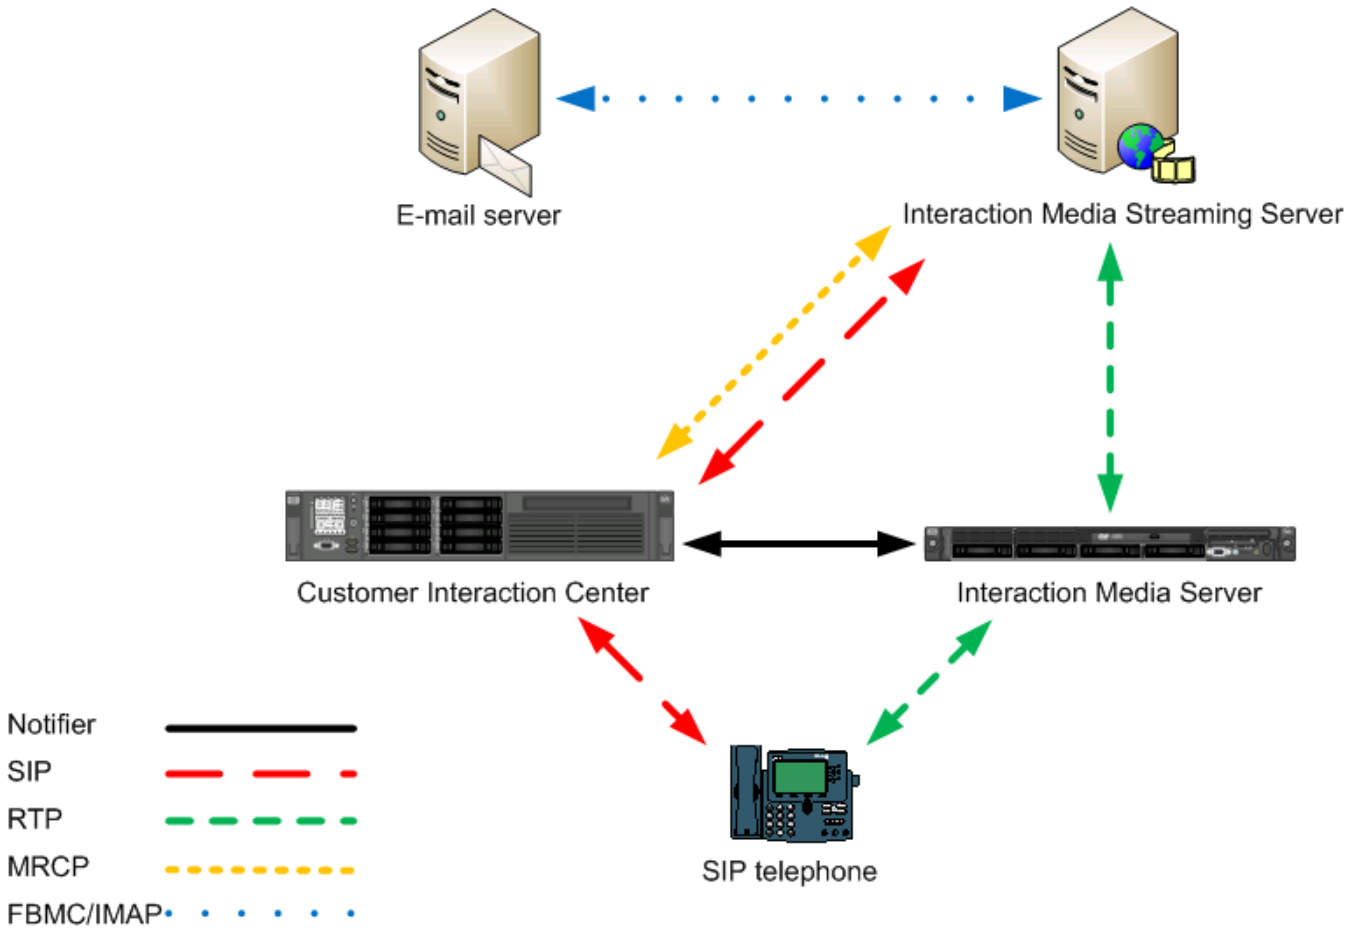 E-mail server
Interaction Media Streaming Server
Customer Interaction Center
Interaction Media Server
Notifier
SIP
RTP
MRCP
FBMC/IMAP
SIP telephone